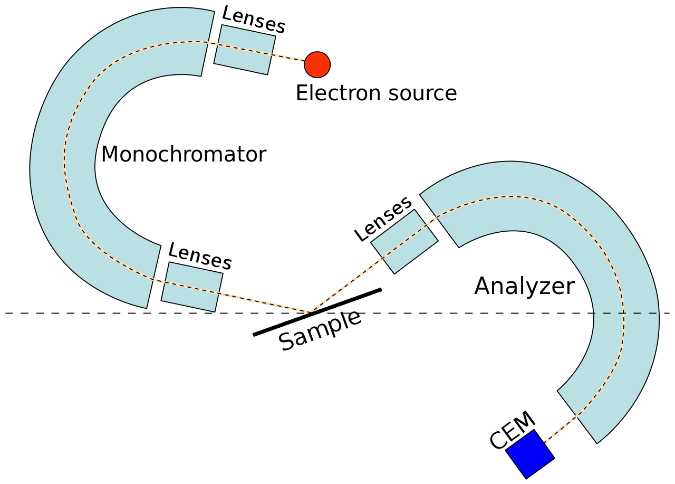 Lenses
Electron source
Monochromator
Lenses
Lenses
Analyzer
Sample
CEM